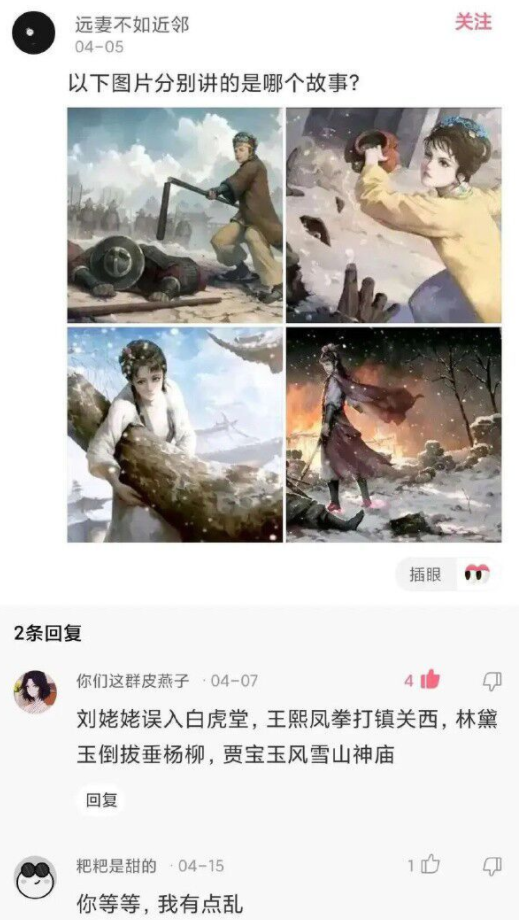 远妻不如近邻
关注
04-05
以下图片分别讲的是哪个故事?
插眼
2条回复
你们这群皮燕子 ·04-07
4
刘姥姥误入白虎堂，王熙凤拳打镇关西，林黛
玉倒拔垂杨柳，贾宝玉风雪山神庙
回复
粑粑是甜的 ·04-15
1
你等等，我有点乱